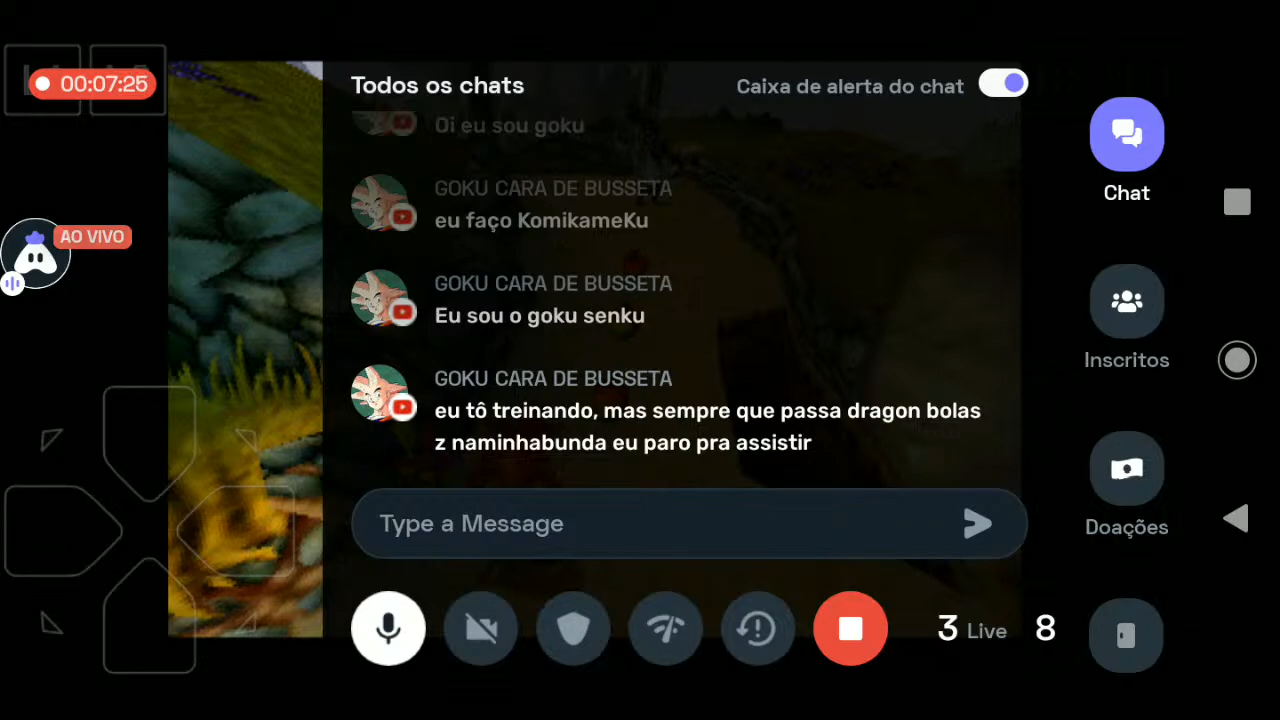 00:07:25
Todos os chats
Caixa de alerta do chat
Oi eu sou goku
GOKU CARA DE BUSSETA
eu faço KomikameKu
GOKU CARA DE BUSSETA
Eu sou o goku senku
GOKU CARA DE BUSSETA
eu tô treinando, mas sempre que passa dragon bolas
z naminhabunda eu paro pra assistir
Type a Message
AO VIVO
3 Live 8
Chat
Inscritos
Doações